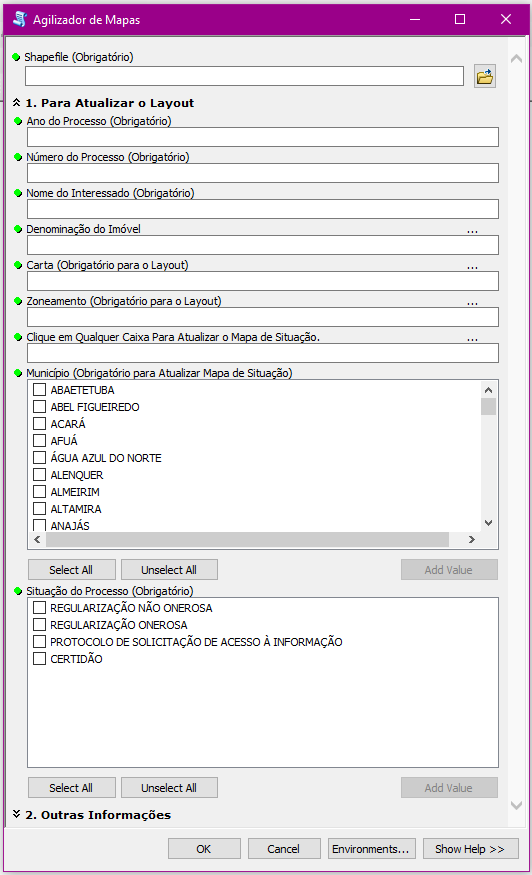 Agilizador de Mapas
Shapefile (Obrigatório)
1. Para Atualizar o Layout
Ano do Processo (Obrigatório)
Número do Processo (Obrigatório)
Nome do Interessado (Obrigatório)
Denominação do Imóvel ...
Carta (Obrigatório para o Layout) ...
Zoneamento (Obrigatório para o Layout) ...
Clique em Qualquer Caixa Para Atualizar o Mapa de Situação. ...
Município (Obrigatório para Atualizar Mapa de Situação)
ABAETETUBA
ABEL FIGUEIREDO
ACARÁ
AFUÁ
ÁGUA AZUL DO NORTE
ALENQUER
ALMEIRIM
ALTAMIRA
ANAJÁS
Select All Unselect All Add Value
Situação do Processo (Obrigatório)
REGULARIZAÇÃO NÃO ONEROSA
REGULARIZAÇÃO ONEROSA
PROTOCOLO DE SOLICITAÇÃO DE ACESSO À INFORMAÇÃO
CERTIDÃO
Select All Unselect All Add Value
2. Outras Informações
OK Cancel Environments... Show Help >>